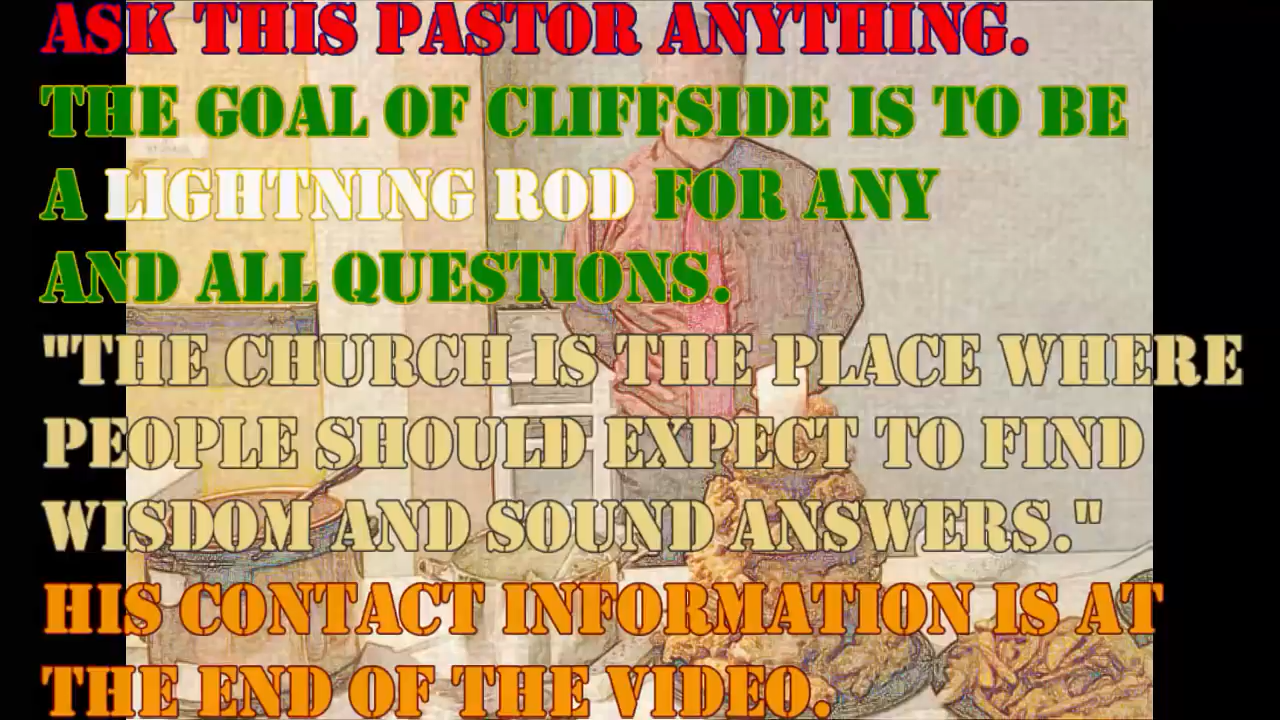 ASK THIS PASTOR ANYTHING.
THE GOAL OF CLIFFSIDE IS TO BE
A LIGHTNING ROD FOR ANY
AND ALL QUESTIONS.
"THE CHURCH IS THE PLACE WHERE
PEOPLE SHOULD EXPECT TO FIND
WISDOM AND SOUND ANSWERS."
HIS CONTACT INFORMATION IS AT
THE END OF THE VIDEO.